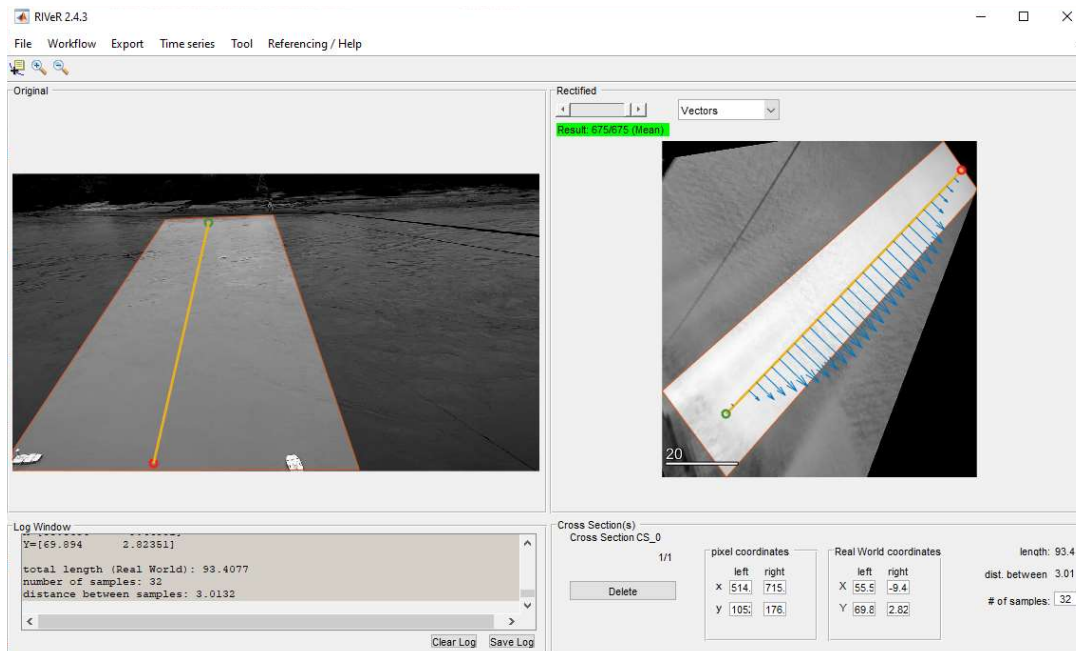 RIVeR 2.4.3
File Workflow Export Time series Tool Referencing / Help
Original
Rectified
Vectors
Result: 675/675 (Mean)
20
Log Window
Y=[69.894 2.82351]
total length (Real World): 93.4077
number of samples: 32
distance between samples: 3.0132
Clear Log Save Log
Cross Section(s)
Cross Section CS_0
1/1
Delete
pixel coordinates
left right
x 514. 715.
y 105 176.
Real World coordinates
left right
X 55.5 -9.4
Y 69.8 2.82
length: 93.4
dist. between 3.01
# of samples: 32